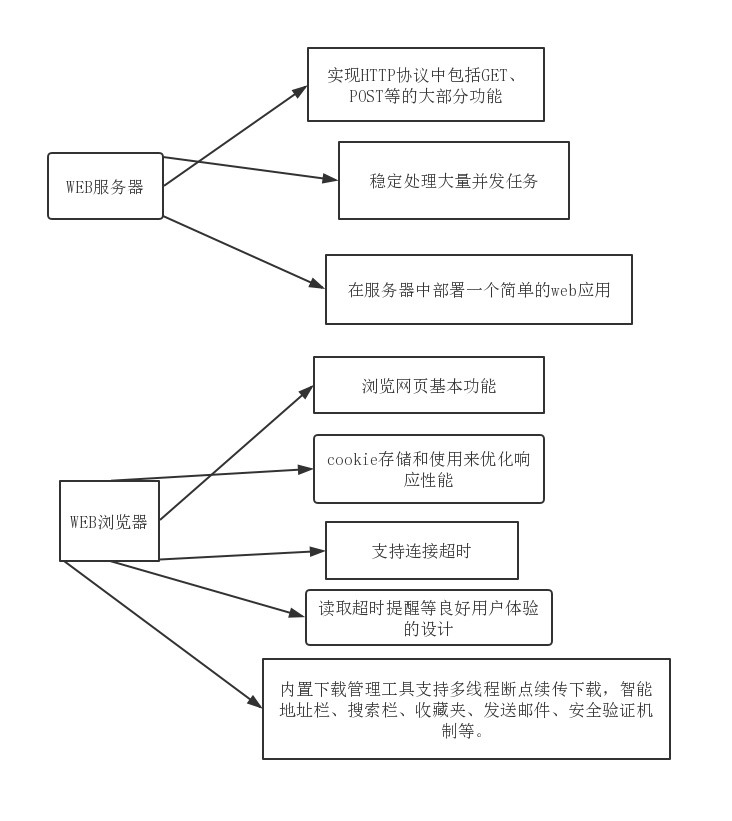 实现HTTP协议中包括GET、
POST等的大部分功能
WEB服务器
稳定处理大量并发任务
在服务器中部署一个简单的web应用
浏览网页基本功能
cookie存储和使用来优化响
应性能
WEB浏览器
支持连接超时
读取超时提醒等良好用户体验
的设计
内置下载管理工具支持多线程断点续传下载，智能
地址栏、搜索栏、收藏夹、发送邮件、安全验证机
制等。